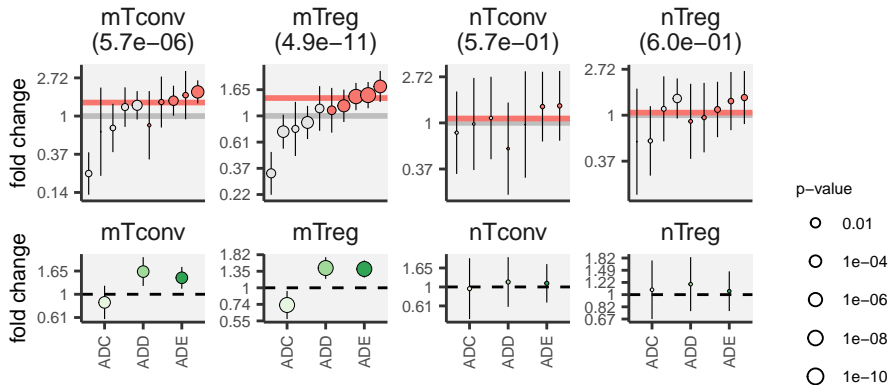 mTconv
(5.7e−06)
mTreg
(4.9e−11)
nTconv
(5.7e−01)
nTreg
(6.0e−01)
fold change
2.72
1
0.37
0.14
1.65
1
0.61
0.37
0.22
2.72
1
0.37
2.72
1
0.37
mTconv
mTreg
nTconv
nTreg
fold change
1.65
1
0.61
1.82
1.35
1
0.74
0.55
1.65
1
0.61
1.82
1.49
1.22
1
0.82
0.67
ADC
ADD
ADE
ADC
ADD
ADE
ADC
ADD
ADE
ADC
ADD
ADE
p−value
0.01
1e−04
1e−06
1e−08
1e−10